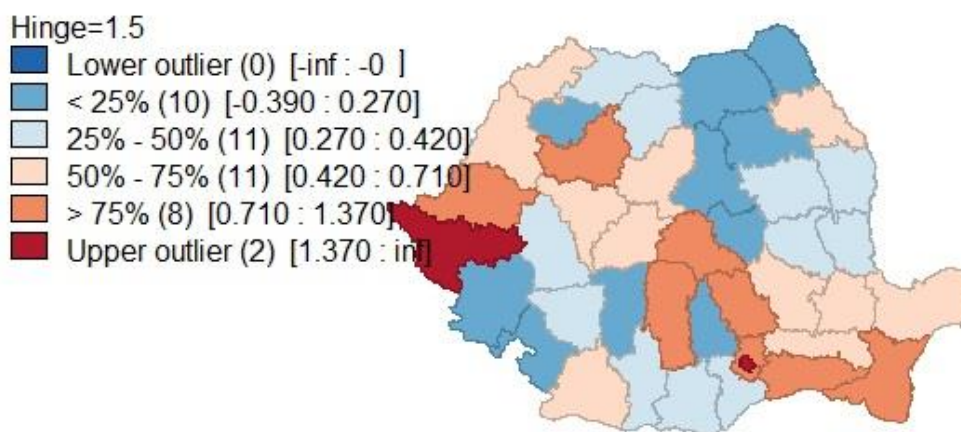 Hinge=1.5
Lower outlier (0) [-inf : -0 ]
< 25% (10) [-0.390 : 0.270]
25% - 50% (11) [0.270 : 0.420]
50% - 75% (11) [0.420 : 0.710]
> 75% (8) [0.710 : 1.370]
Upper outlier (2) [1.370 : inf]